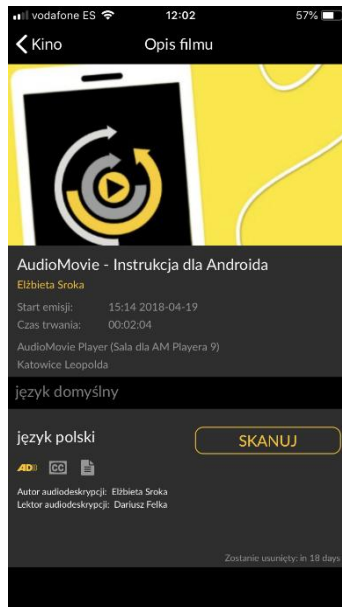 vodafone ES 12:02 57%
Kino Opis filmu
AudioMovie - Instrukcja dla Androida
Elżbieta Sroka
Start emisji: 15:14 2018-04-19
Czas trwania: 00:02:04
AudioMovie Player (Sala dla AM Playera 9)
Katowice Leopolda
język domyślny
język polski SKANUJ
AD CC
Autor audiodeskrypcji: Elżbieta Sroka
Lektor audiodeskrypcji: Dariusz Felka
Zostanie usunięty: in 18 days